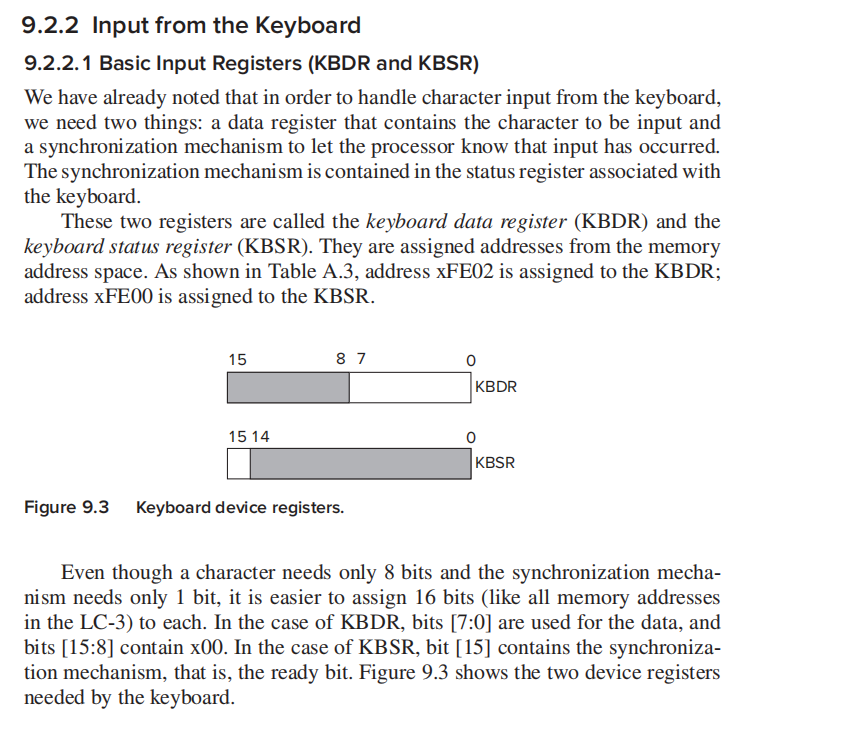 9.2.2 Input from the Keyboard
9.2.2.1 Basic Input Registers (KBDR and KBSR)
We have already noted that in order to handle character input from the keyboard,
we need two things: a data register that contains the character to be input and
a synchronization mechanism to let the processor know that input has occurred.
The synchronization mechanism is contained in the status register associated with
the keyboard.
These two registers are called the keyboard data register (KBDR) and the
keyboard status register (KBSR). They are assigned addresses from the memory
address space. As shown in Table A.3, address xFE02 is assigned to the KBDR;
address xFE00 is assigned to the KBSR.
15 8 7 0
KBDR
15 14 0
KBSR
Figure 9.3 Keyboard device registers.
Even though a character needs only 8 bits and the synchronization mecha-
nism needs only 1 bit, it is easier to assign 16 bits (like all memory addresses
in the LC-3) to each. In the case of KBDR, bits [7:0] are used for the data, and
bits [15:8] contain x00. In the case of KBSR, bit [15] contains the synchroniza-
tion mechanism, that is, the ready bit. Figure 9.3 shows the two device registers
needed by the keyboard.